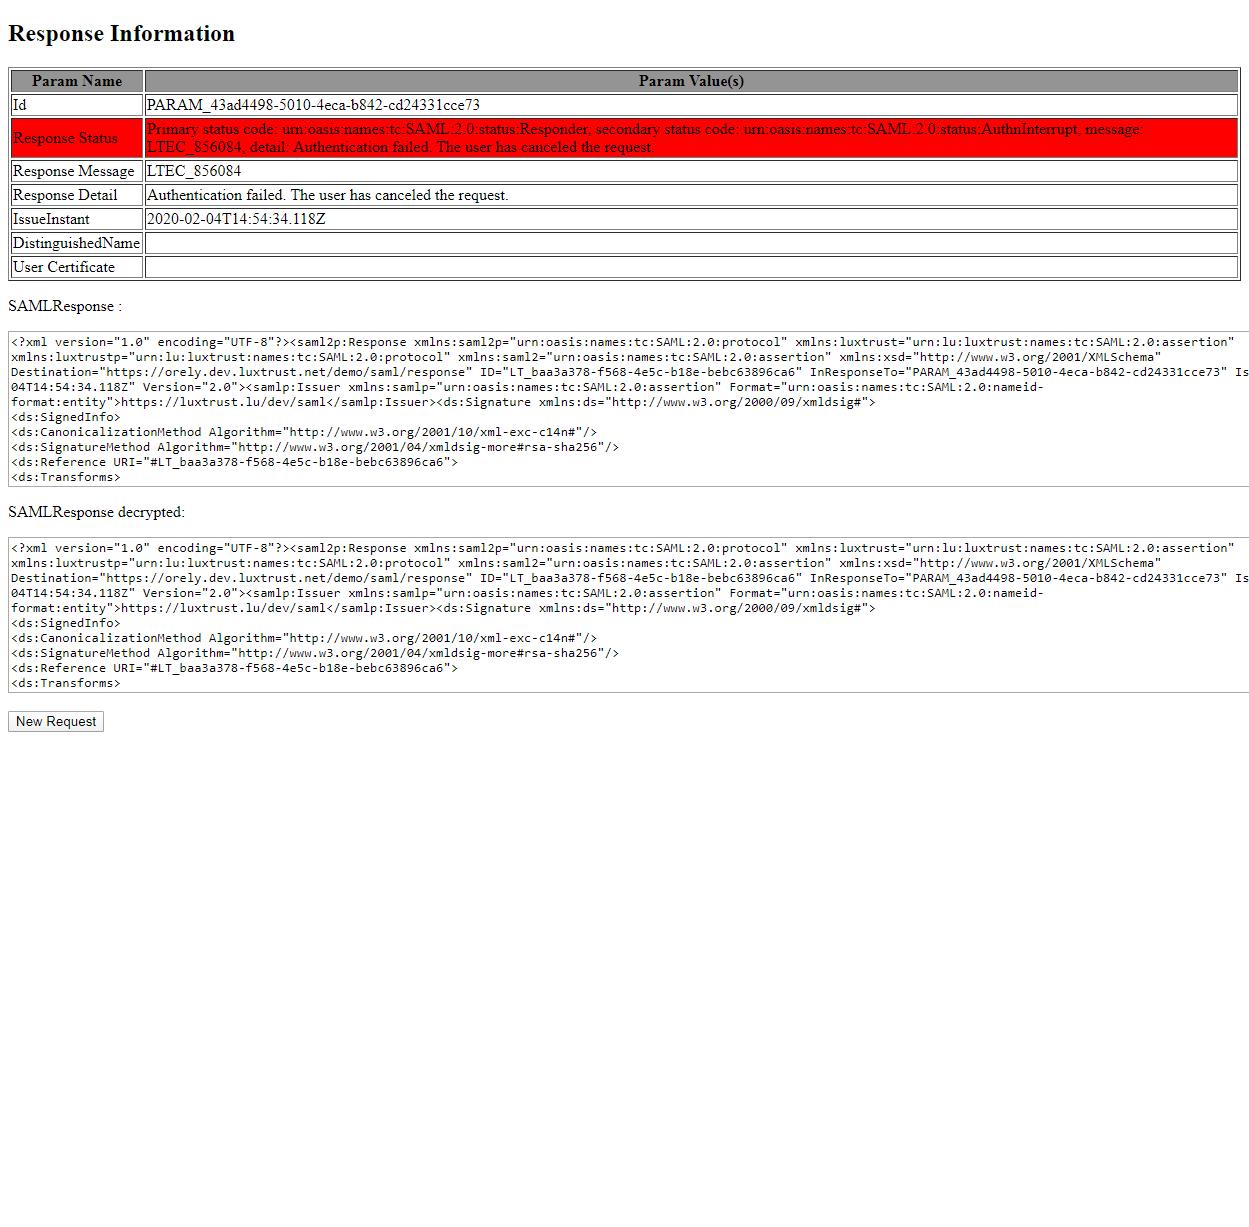 Response Information
Param Name Param Value(s)
Id PARAM_43ad4498-5010-4eca-b842-cd24331cce73
Response Status Primary status code: urn:oasis:names:tc:SAML:2.0:status:Responder, secondary status code: urn:oasis:names:tc:SAML:2.0:status:AuthnInterrupt, message:
LTEC_856084, detail: Authentication failed. The user has canceled the request.
Response Message LTEC_856084
Response Detail Authentication failed. The user has canceled the request.
IssueInstant 2020-02-04T14:54:34.118Z
DistinguishedName
User Certificate
SAMLResponse :
<?xml version="1.0" encoding="UTF-8"?><saml2p:Response xmlns:saml2p="urn:oasis:names:tc:SAML:2.0:protocol" xmlns:luxtrust="urn:lu:luxtrust:names:tc:SAML:2.0:assertion"
xmlns:luxtrustp="urn:lu:luxtrust:names:tc:SAML:2.0:protocol" xmlns:saml2="urn:oasis:names:tc:SAML:2.0:assertion" xmlns:xsd="http://www.w3.org/2001/XMLSchema"
Destination="https://orely.dev.luxtrust.net/demo/saml/response" ID="LT_baa3a378-f568-4e5c-b18e-bebc63896ca6" InResponseTo="PARAM_43ad4498-5010-4eca-b842-cd24331cce73" Is
04T14:54:34.118Z" Version="2.0"><samlp:Issuer xmlns:samlp="urn:oasis:names:tc:SAML:2.0:assertion" Format="urn:oasis:names:tc:SAML:2.0:nameid-
format:entity">https://luxtrust.lu/dev/saml</samlp:Issuer><ds:Signature xmlns:ds="http://www.w3.org/2000/09/xmldsig#">
<ds:SignedInfo>
<ds:CanonicalizationMethod Algorithm="http://www.w3.org/2001/10/xml-exc-c14n#"/>
<ds:SignatureMethod Algorithm="http://www.w3.org/2001/04/xmldsig-more#rsa-sha256"/>
<ds:Reference URI="#LT_baa3a378-f568-4e5c-b18e-bebc63896ca6">
<ds:Transforms>
SAMLResponse decrypted:
<?xml version="1.0" encoding="UTF-8"?><saml2p:Response xmlns:saml2p="urn:oasis:names:tc:SAML:2.0:protocol" xmlns:luxtrust="urn:lu:luxtrust:names:tc:SAML:2.0:assertion"
xmlns:luxtrustp="urn:lu:luxtrust:names:tc:SAML:2.0:protocol" xmlns:saml2="urn:oasis:names:tc:SAML:2.0:assertion" xmlns:xsd="http://www.w3.org/2001/XMLSchema"
Destination="https://orely.dev.luxtrust.net/demo/saml/response" ID="LT_baa3a378-f568-4e5c-b18e-bebc63896ca6" InResponseTo="PARAM_43ad4498-5010-4eca-b842-cd24331cce73" Is
04T14:54:34.118Z" Version="2.0"><samlp:Issuer xmlns:samlp="urn:oasis:names:tc:SAML:2.0:assertion" Format="urn:oasis:names:tc:SAML:2.0:nameid-
format:entity">https://luxtrust.lu/dev/saml</samlp:Issuer><ds:Signature xmlns:ds="http://www.w3.org/2000/09/xmldsig#">
<ds:SignedInfo>
<ds:CanonicalizationMethod Algorithm="http://www.w3.org/2001/10/xml-exc-c14n#"/>
<ds:SignatureMethod Algorithm="http://www.w3.org/2001/04/xmldsig-more#rsa-sha256"/>
<ds:Reference URI="#LT_baa3a378-f568-4e5c-b18e-bebc63896ca6">
<ds:Transforms>
New Request